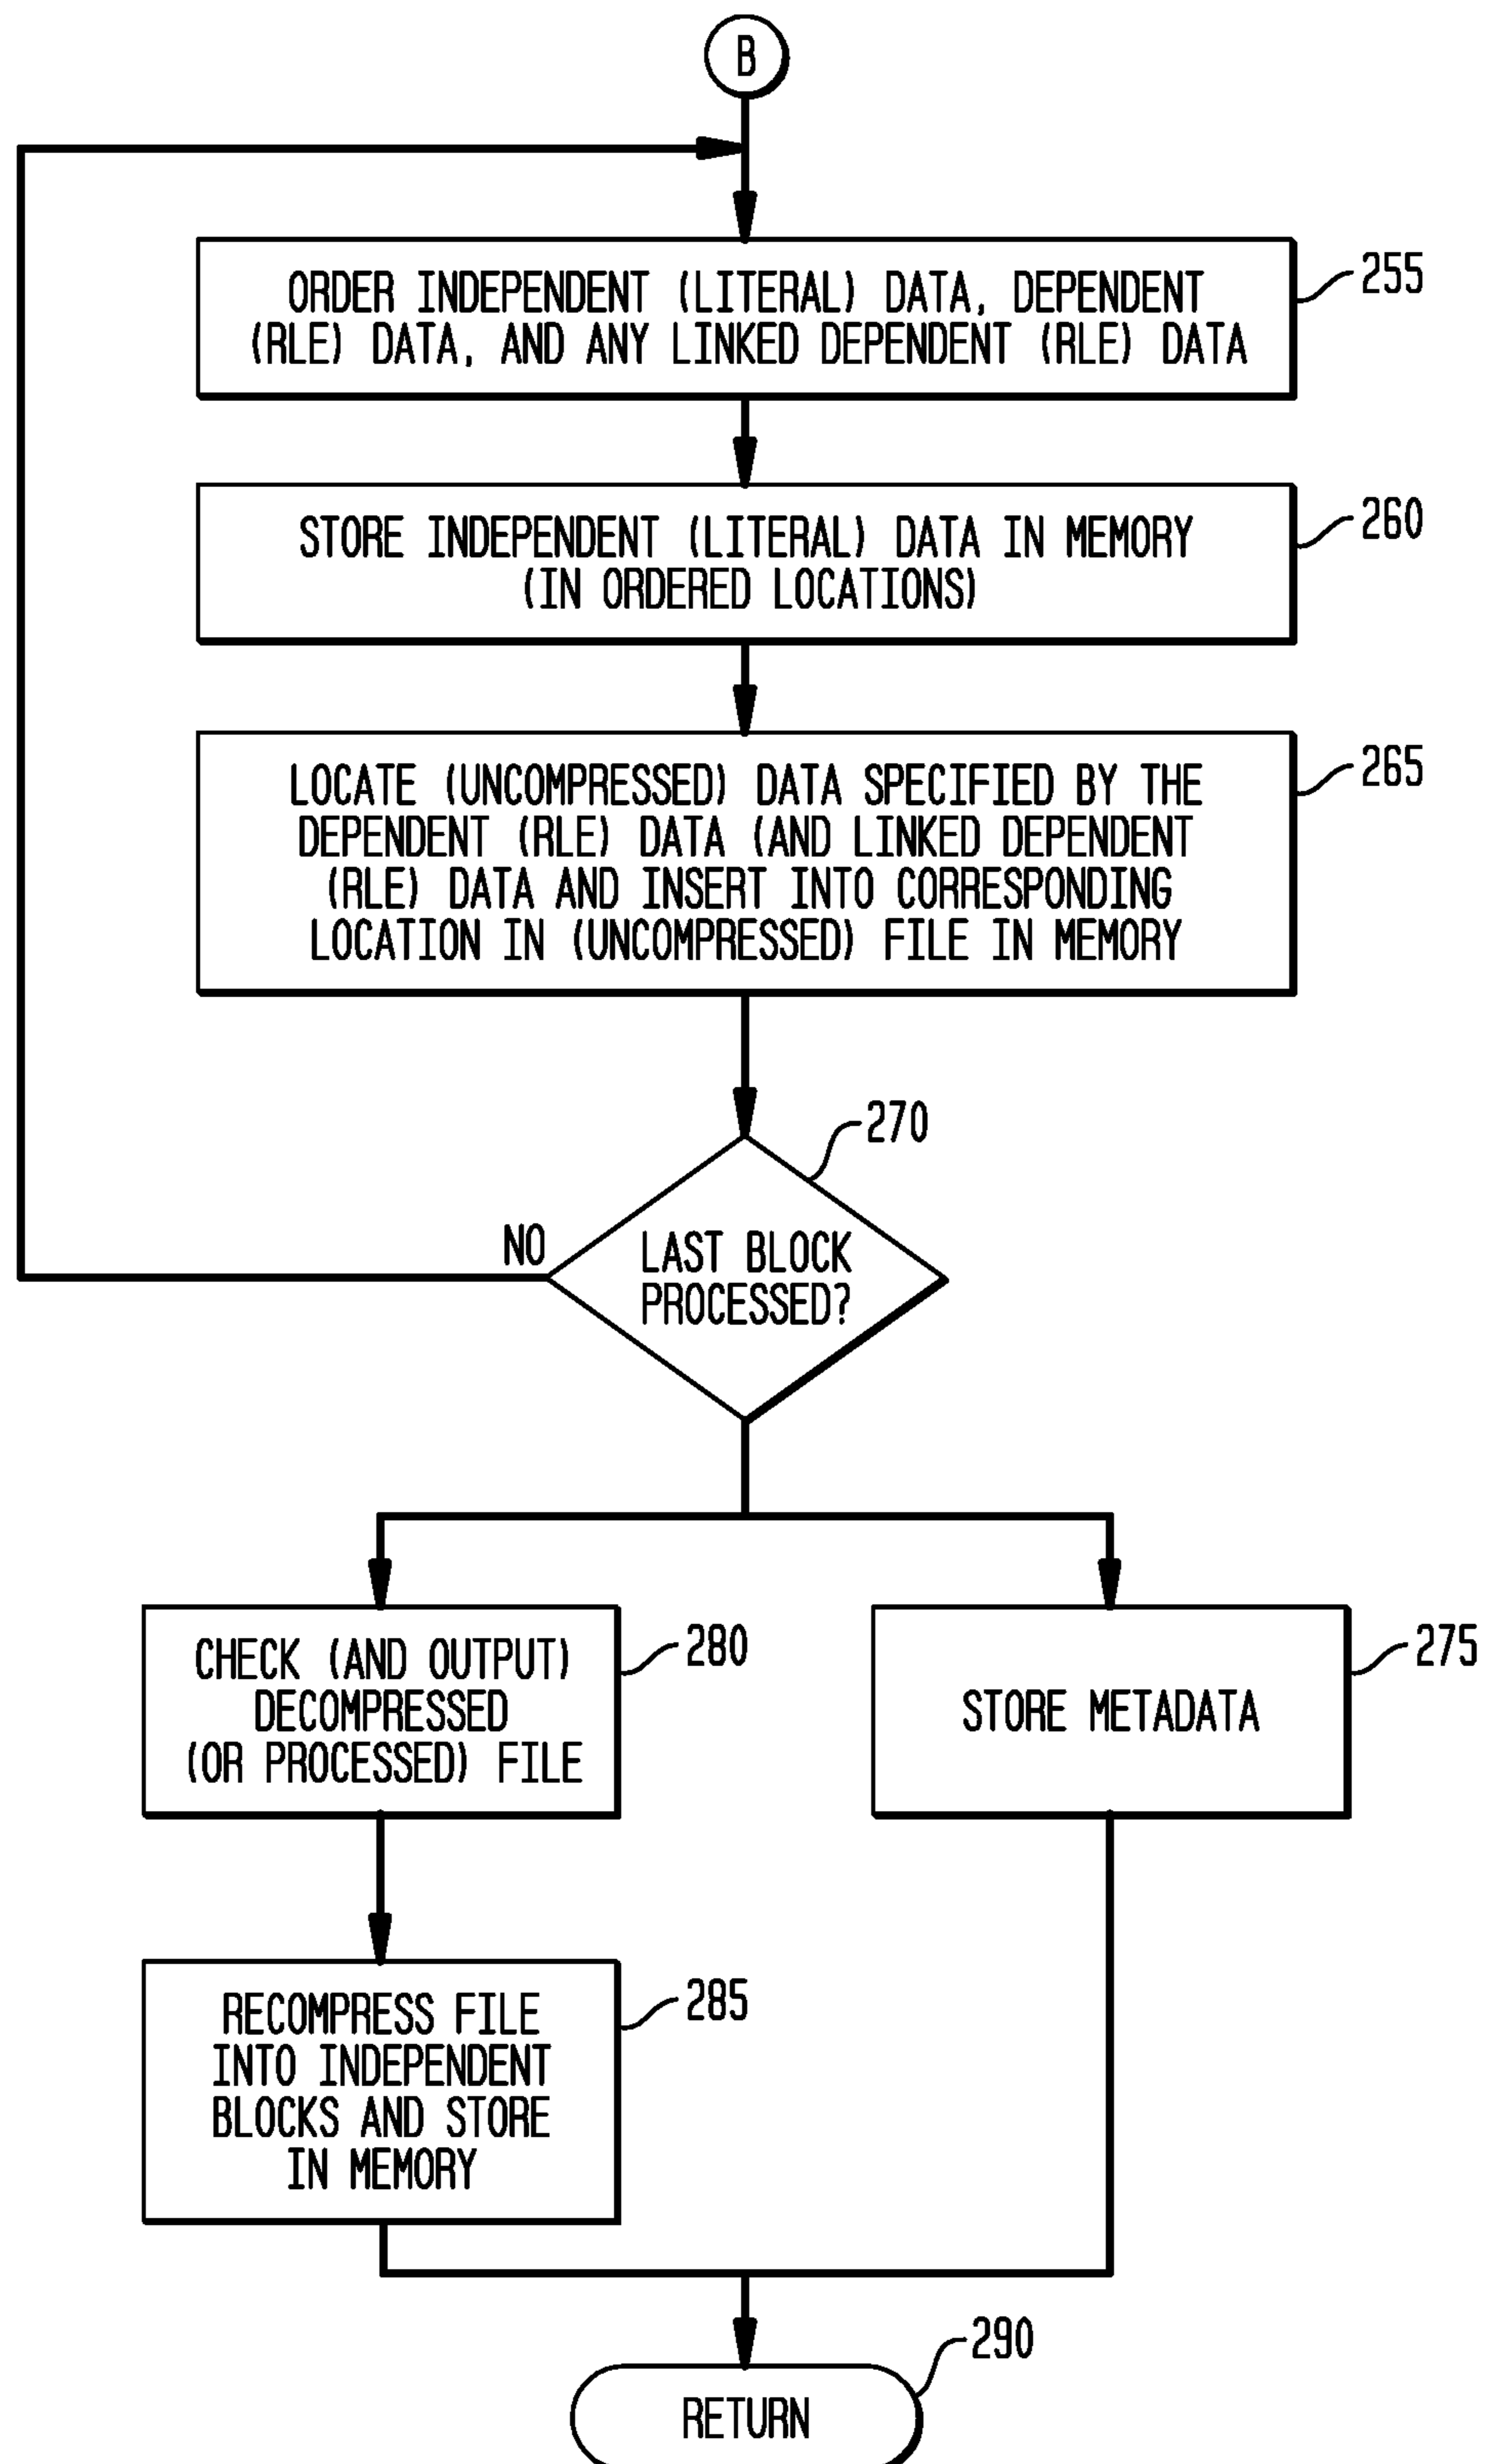 B
ORDER INDEPENDENT (LITERAL) DATA, DEPENDENT
(RLE) DATA, AND ANY LINKED DEPENDENT (RLE) DATA
255
STORE INDEPENDENT (LITERAL) DATA IN MEMORY
(IN ORDERED LOCATIONS)
260
LOCATE (UNCOMPRESSED) DATA SPECIFIED BY THE
DEPENDENT (RLE) DATA (AND LINKED DEPENDENT
(RLE) DATA AND INSERT INTO CORRESPONDING
LOCATION IN (UNCOMPRESSED) FILE IN MEMORY
265
270
NO
LAST BLOCK
PROCESSED?
CHECK (AND OUTPUT)
DECOMPRESSED
(OR PROCESSED) FILE
280
STORE METADATA
275
RECOMPRESS FILE
INTO INDEPENDENT
BLOCKS AND STORE
IN MEMORY
285
290
RETURN